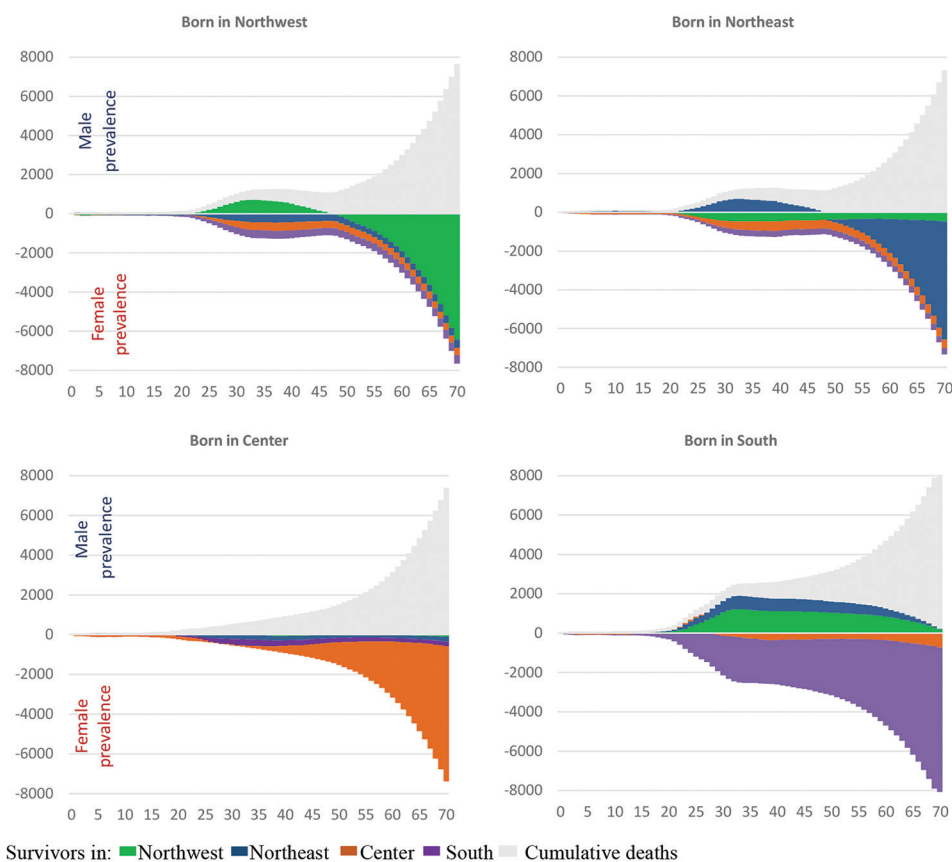 Born in Northwest
8000
6000
4000
2000
0
-2000
-4000
-6000
-8000
Male
prevalence
Female
prevalence
0 5 10 15 20 25 30 35 40 45 50 55 60 65 70
Born in Northeast
8000
6000
4000
2000
0
-2000
-4000
-6000
-8000
0 5 10 15 20 25 30 35 40 45 50 55 60 65 70
Born in Center
8000
6000
4000
2000
0
-2000
-4000
-6000
-8000
Male
prevalence
Female
prevalence
0 5 10 15 20 25 30 35 40 45 50 55 60 65 70
Born in South
8000
6000
4000
2000
0
-2000
-4000
-6000
-8000
0 5 10 15 20 25 30 35 40 45 50 55 60 65 70
Survivors in: Northwest Northeast Center South Cumulative deaths